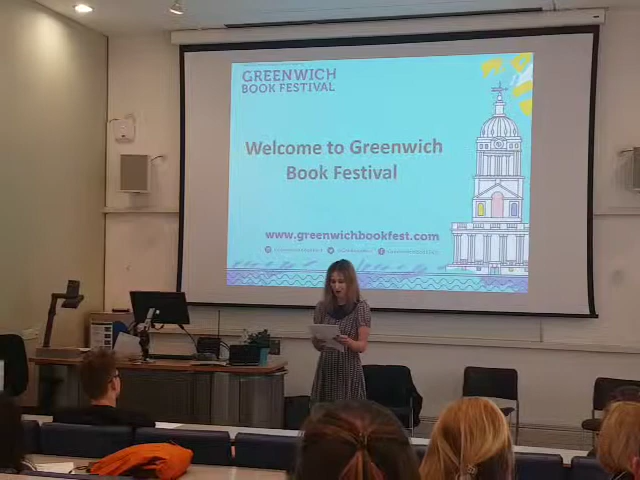 GREENWICH
BOOK FESTIVAL
Welcome to Greenwich
Book Festival
www.greenwichbookfest.com